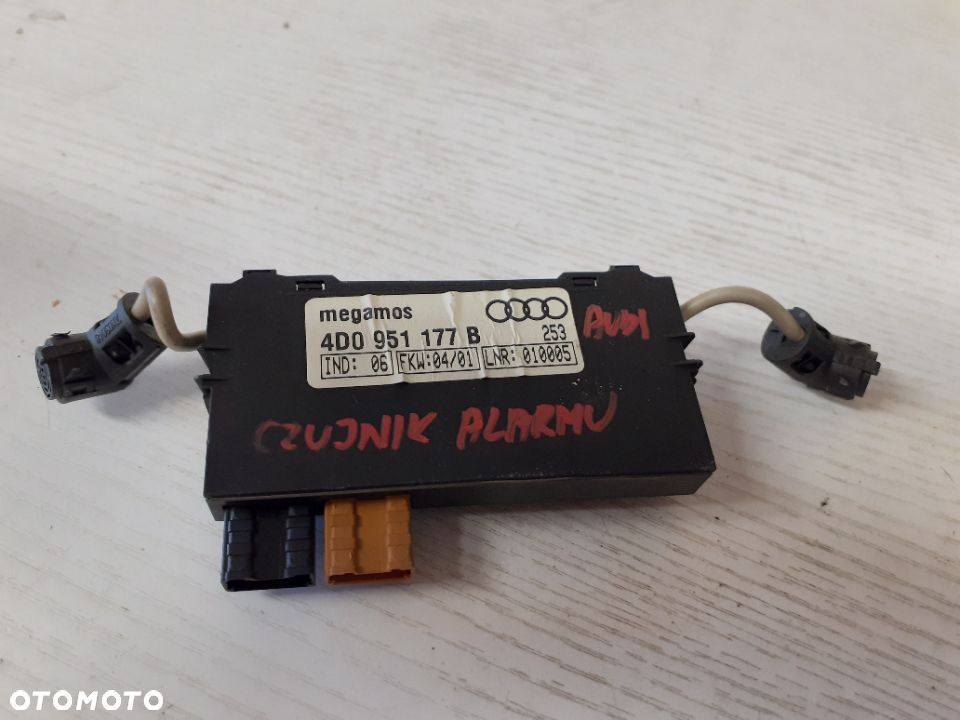 megamos
4D0 951 177 B
253
IND: 06 FKW:04/01 LNR: 010005
AUDI
CZUJNIK ALARMU
OTOMOTO